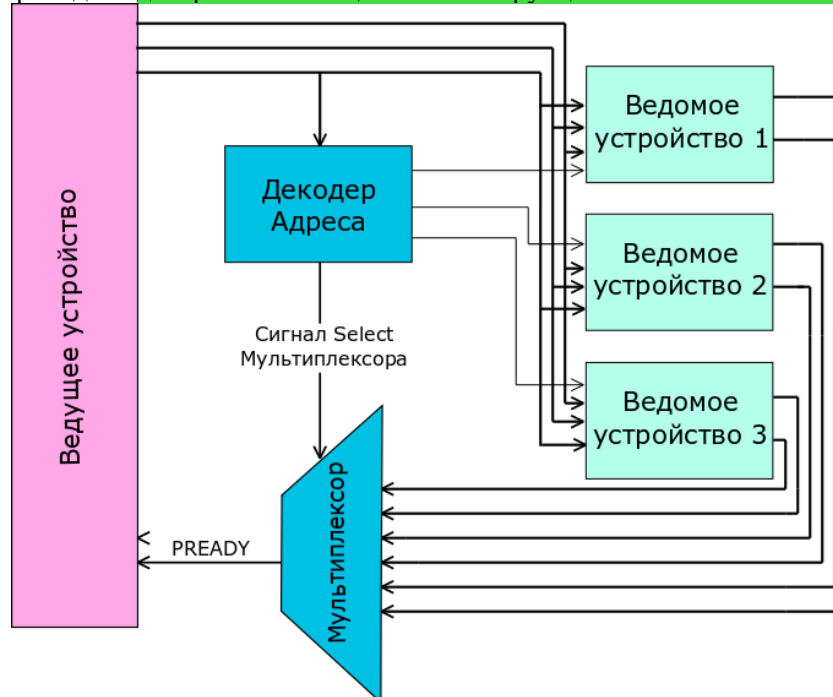 Ведущее устройство
Декодер
Адреса
Ведомое
устройство 1
Ведомое
устройство 2
Сигнал Select
Мультиплексора
Ведомое
устройство 3
Мультиплексор
PREADY